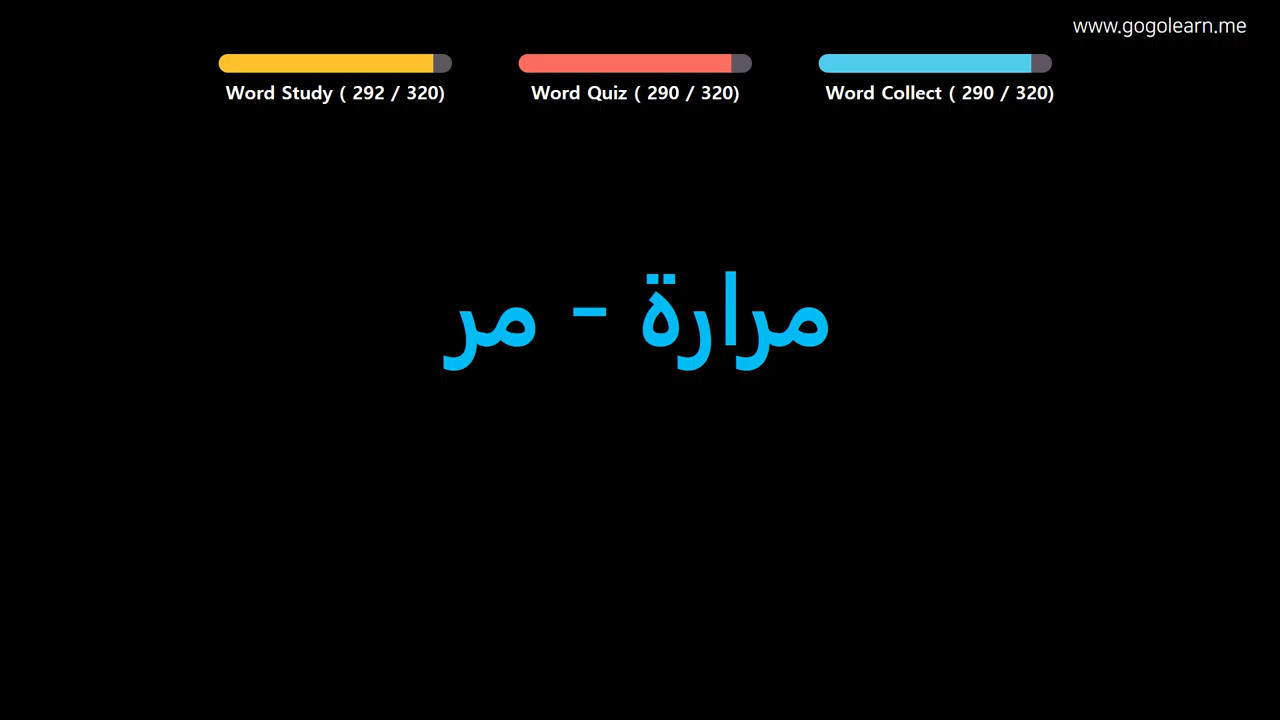 www.gogolearn.me
Word Study ( 292 / 320)
Word Quiz ( 290 / 320)
Word Collect ( 290 / 320)
مرارة - مر